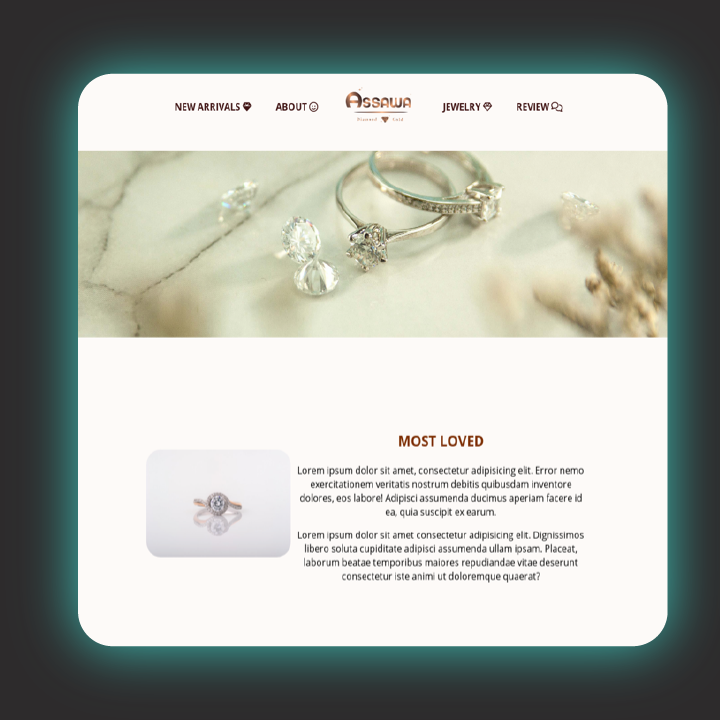 NEW ARRIVALS
ABOUT
ASSAWA
Diamond Gold
JEWELRY
REVIEW
MOST LOVED
Lorem ipsum dolor sit amet, consectetur adipisicing elit. Error nemo
exercitationem veritatis nostrum debitis quibusdam inventore
dolores, eos labore! Adipisci assumenda ducimus aperiam facere id
ea, quia suscipit ex earum.
Lorem ipsum dolor sit amet consectetur adipisicing elit. Dignissimos
libero soluta cupiditate adipisci assumenda ullam ipsam. Placeat,
laborum beatae temporibus maiores repudiandae vitae deserunt
consectetur iste animi ut doloremque quaerat?